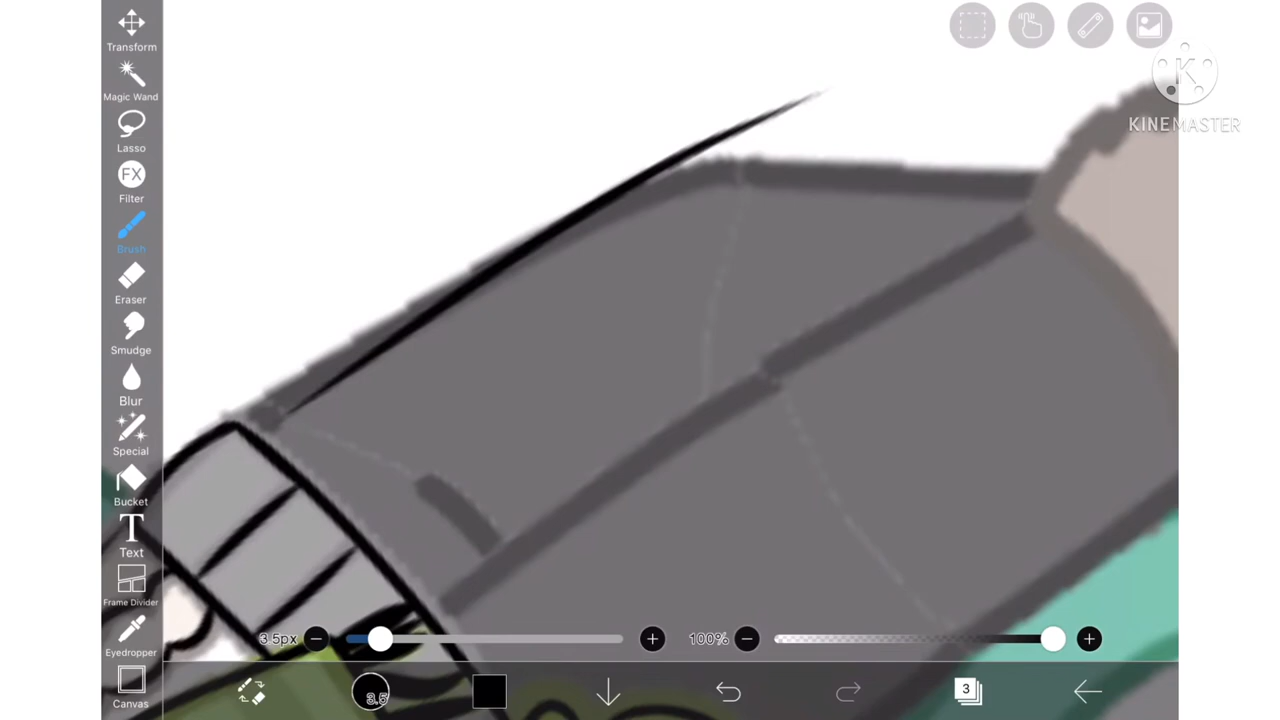 Transform
Magic Wand
Lasso
FX
Filter
Brush
Eraser
Smudge
Blur
Special
Bucket
T
Text
Frame Divider
Eyedropper
Canvas
K
KINEMASTER
3.5px
100%
3.5
3